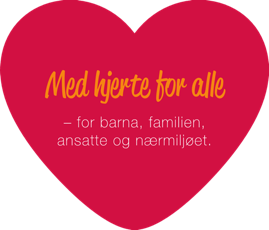 Med hjerte for alle
– for barna, familien,
ansatte og nærmiljøet.